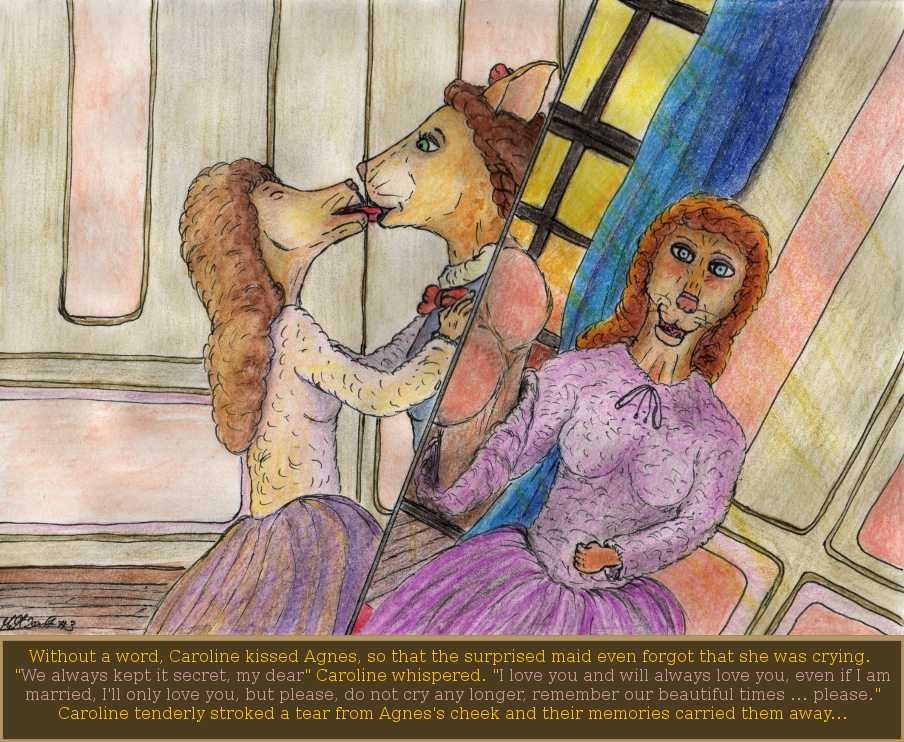 #3
Without a word, Caroline kissed Agnes, so that the surprised maid even forgot that she was crying.
"We always kept it secret, my dear" Caroline whispered. "I love you and will always love you, even if I am
married, I'll only love you, but please, do not cry any longer, remember our beautiful times ... please."
Caroline tenderly stroked a tear from Agnes's cheek and their memories carried them away...